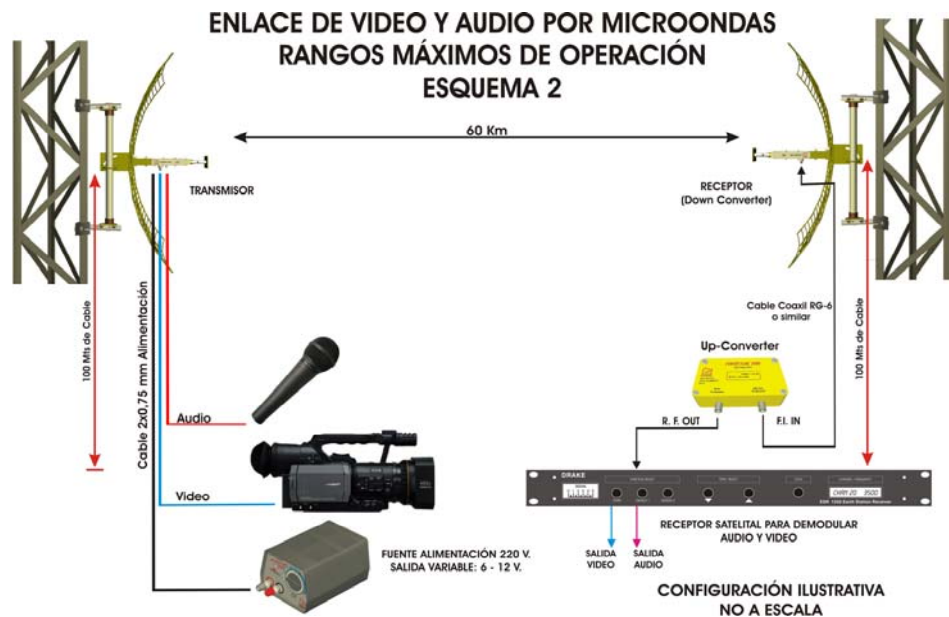 ENLACE DE VIDEO Y AUDIO POR MICROONDAS
RANGOS MÁXIMOS DE OPERACIÓN
ESQUEMA 2
60 Km
TRANSMISOR
RECEPTOR
(Down Converter)
100 Mts de Cable
Cable 2x0,75 mm Alimentación
Cable Coaxil RG-6
o similar
100 Mts de Cable
Up-Converter
Audio
R. F. OUT
F.I. IN
DRAKE
CHAN 20 3500
Video
RECEPTOR SATELITAL PARA DEMODULAR
AUDIO Y VIDEO
SALIDA
VIDEO
SALIDA
AUDIO
FUENTE ALIMENTACIÓN 220 V.
SALIDA VARIABLE: 6 - 12 V.
CONFIGURACIÓN ILUSTRATIVA
NO A ESCALA